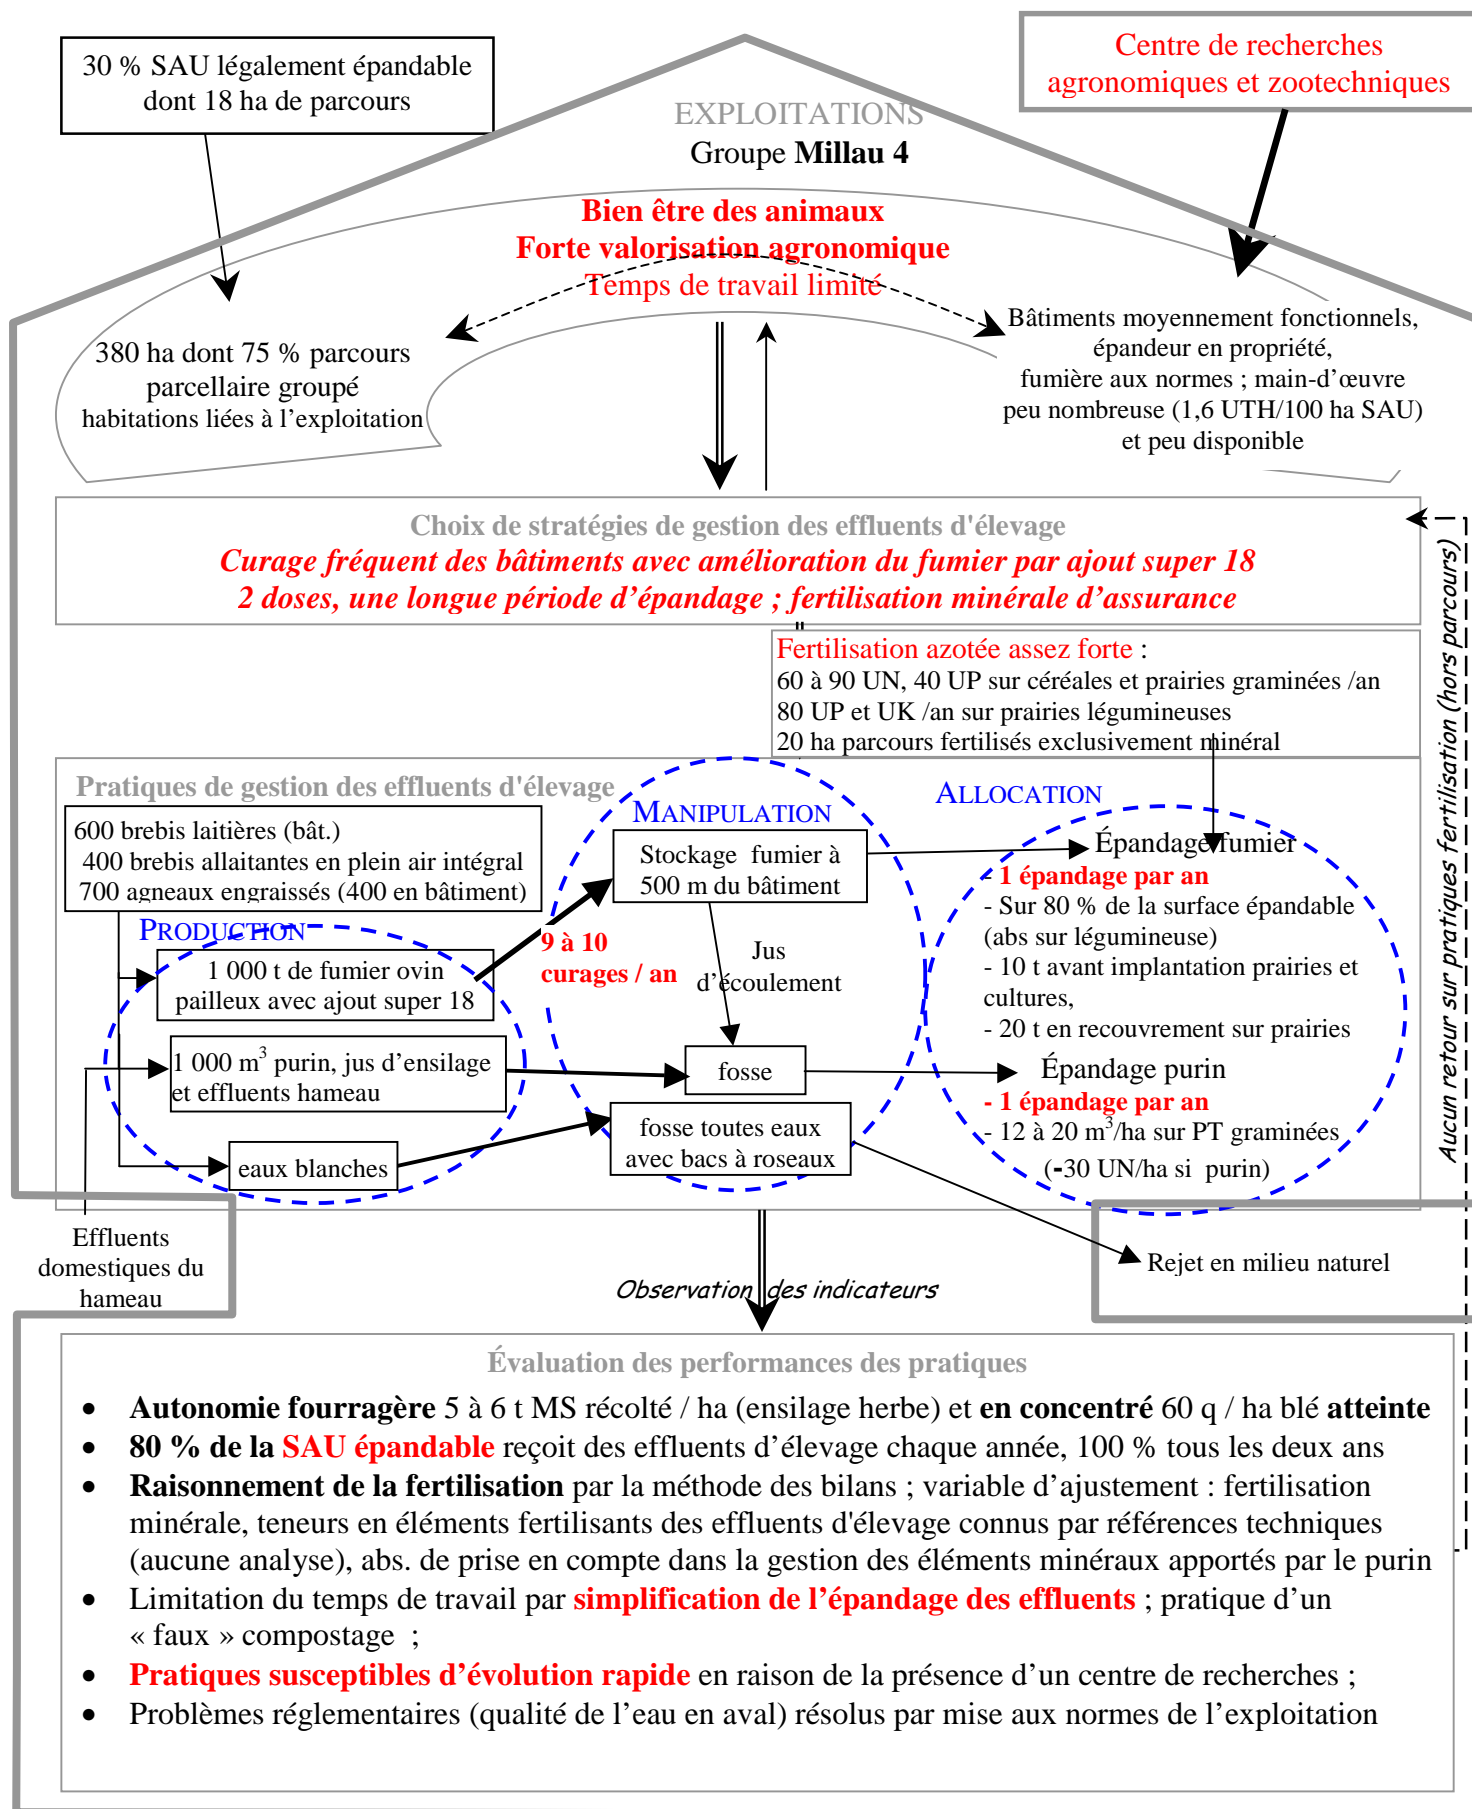 30 % SAU légalement épandable
dont 18 ha de parcours
Centre de recherches
agronomiques et zootechniques
EXPLOITATIONS
Groupe Millau 4
Bien être des animaux
Forte valorisation agronomique
Temps de travail limité
380 ha dont 75 % parcours
parcellaire groupé
habitations liées à l’exploitation
Bâtiments moyennement fonctionnels,
épandeur en propriété,
fumière aux normes ; main-d’œuvre
peu nombreuse (1,6 UTH/100 ha SAU)
et peu disponible
Choix de stratégies de gestion des effluents d'élevage
Curage fréquent des bâtiments avec amélioration du fumier par ajout super 18
2 doses, une longue période d’épandage ; fertilisation minérale d’assurance
Fertilisation azotée assez forte :
60 à 90 UN, 40 UP sur céréales et prairies graminées /an
80 UP et UK /an sur prairies légumineuses
20 ha parcours fertilisés exclusivement minéral
Aucun retour sur pratiques fertilisation (hors parcours)
Pratiques de gestion des effluents d'élevage
600 brebis laitières (bât.)
400 brebis allaitantes en plein air intégral
700 agneaux engraissés (400 en bâtiment)
PRODUCTION
1 000 t de fumier ovin
pailleux avec ajout super 18
1 000 m³ purin, jus d’ensilage
et effluents hameau
eaux blanches
9 à 10
curages / an
MANIPULATION
Stockage fumier à
500 m du bâtiment
Jus
d’écoulement
fosse
fosse toutes eaux
avec bacs à roseaux
ALLOCATION
Épandage fumier
- 1 épandage par an
- Sur 80 % de la surface épandable
(abs sur légumineuse)
- 10 t avant implantation prairies et
cultures,
- 20 t en recouvrement sur prairies
Épandage purin
- 1 épandage par an
- 12 à 20 m³/ha sur PT graminées
(-30 UN/ha si purin)
Effluents
domestiques du
hameau
Rejet en milieu naturel
Observation des indicateurs
Évaluation des performances des pratiques
• Autonomie fourragère 5 à 6 t MS récolté / ha (ensilage herbe) et en concentré 60 q / ha blé atteinte
• 80 % de la SAU épandable reçoit des effluents d’élevage chaque année, 100 % tous les deux ans
• Raisonnement de la fertilisation par la méthode des bilans ; variable d’ajustement : fertilisation
minérale, teneurs en éléments fertilisants des effluents d'élevage connus par références techniques
(aucune analyse), abs. de prise en compte dans la gestion des éléments minéraux apportés par le purin
• Limitation du temps de travail par simplification de l’épandage des effluents ; pratique d’un
« faux » compostage ;
• Pratiques susceptibles d’évolution rapide en raison de la présence d’un centre de recherches ;
• Problèmes réglementaires (qualité de l’eau en aval) résolus par mise aux normes de l’exploitation